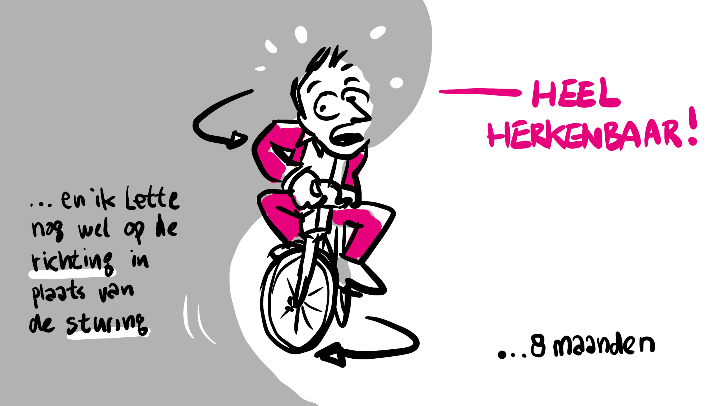 HEEL
HERKENBAAR!
...en ik Lette
nog wel op de
richting in
plaats van
de sturing
...8 maanden